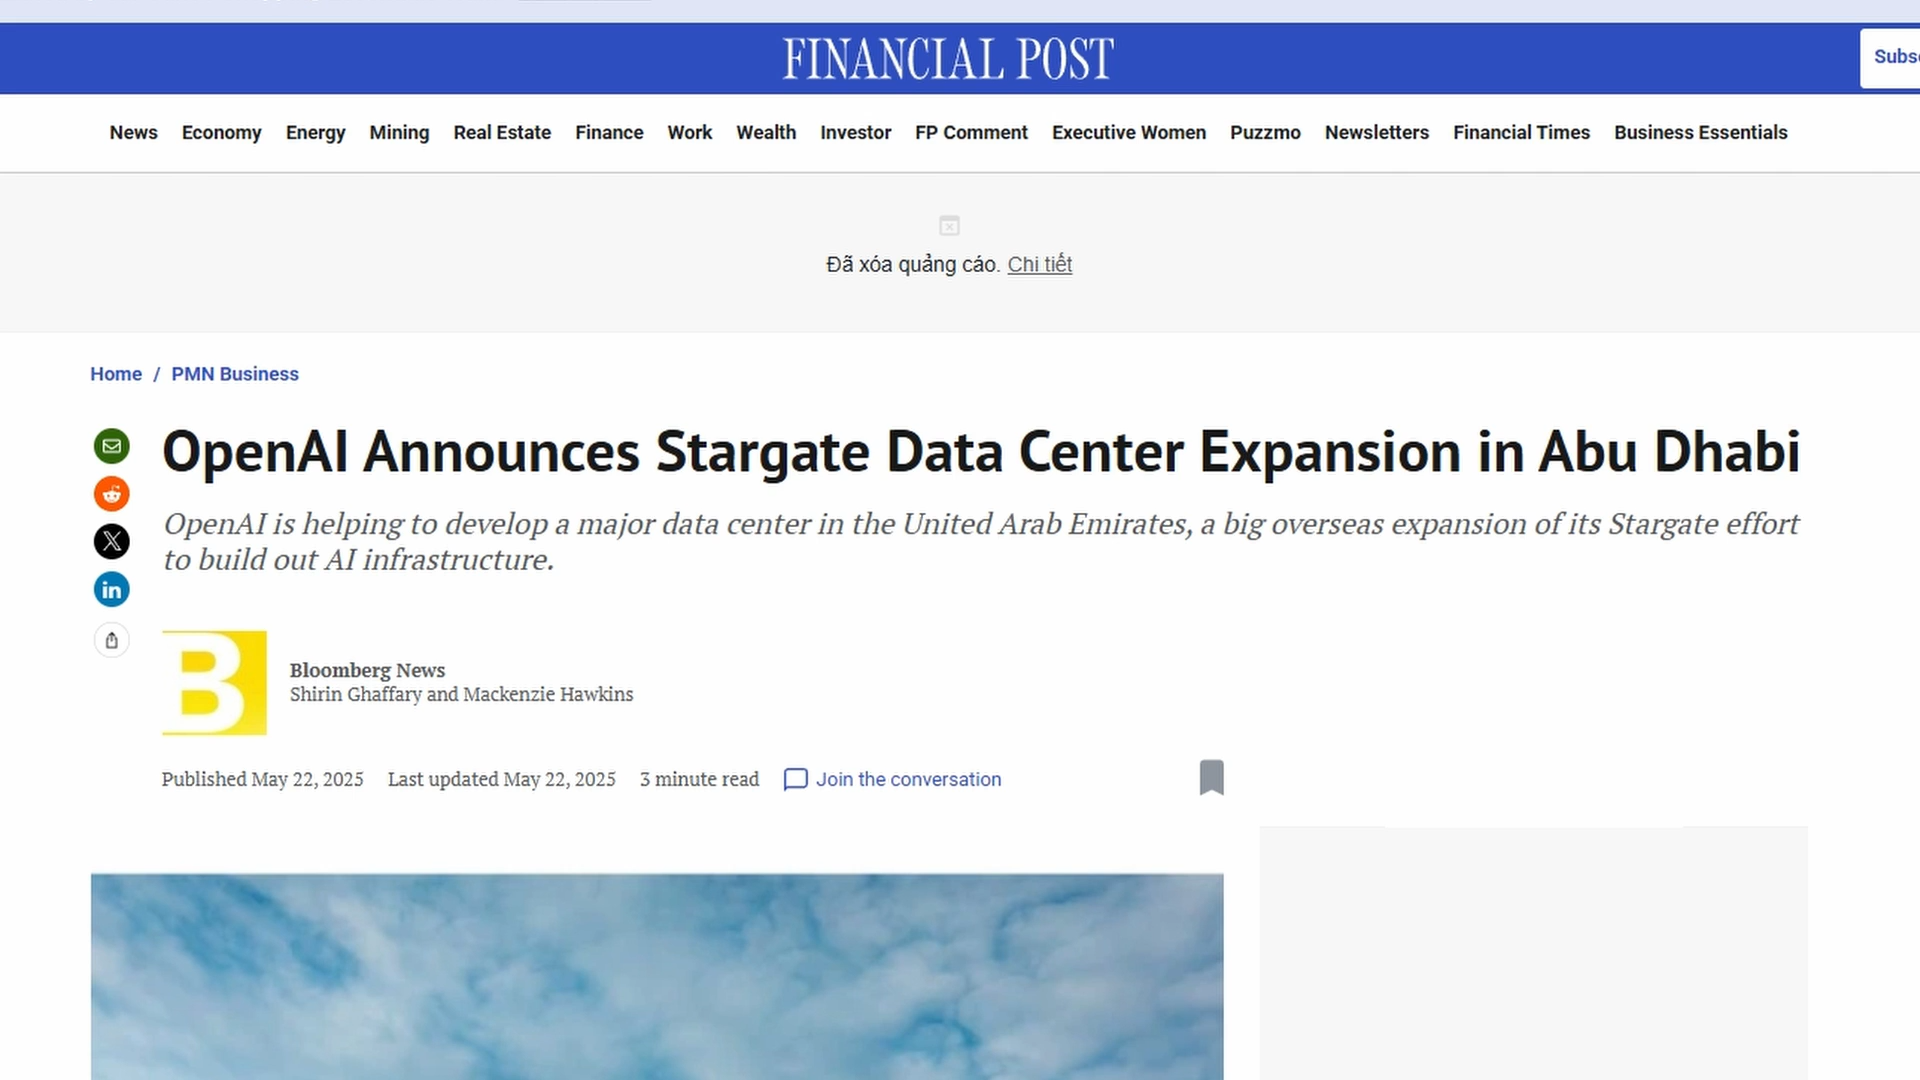 FINANCIAL POST
News Economy Energy Mining Real Estate Finance Work Wealth Investor FP Comment Executive Women Puzzmo Newsletters Financial Times Business Essentials
Đã xóa quảng cáo. Chi tiết
Home / PMN Business
OpenAI Announces Stargate Data Center Expansion in Abu Dhabi
OpenAI is helping to develop a major data center in the United Arab Emirates, a big overseas expansion of its Stargate effort
to build out AI infrastructure.
B
Bloomberg News
Shirin Ghaffary and Mackenzie Hawkins
Published May 22, 2025 Last updated May 22, 2025 3 minute read Join the conversation